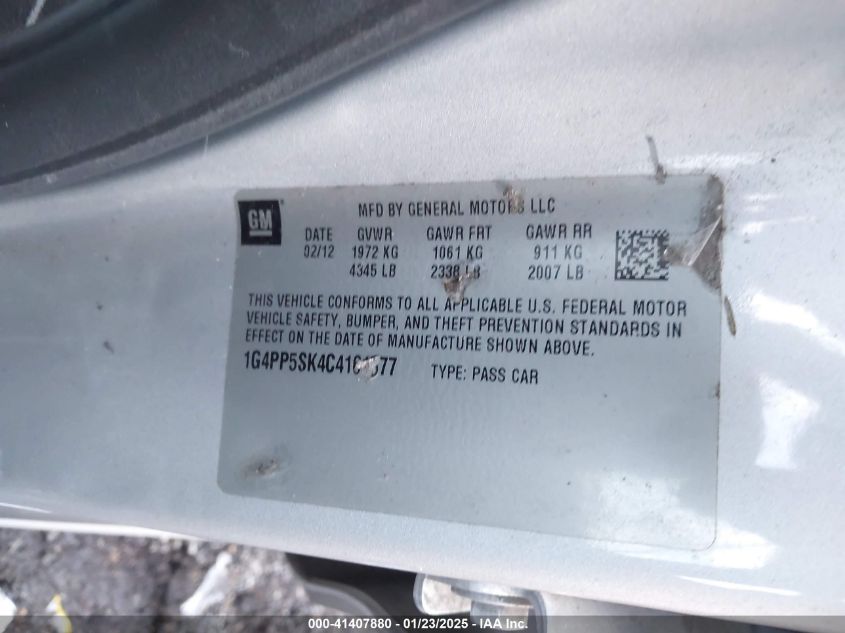 GM
MFD BY GENERAL MOTORS LLC
DATE GVWR GAWR FRT GAWR RR
02/12 1972 KG 1061 KG 911 KG
4345 LB 2338 LB 2007 LB
THIS VEHICLE CONFORMS TO ALL APPLICABLE U.S. FEDERAL MOTOR
VEHICLE SAFETY, BUMPER, AND THEFT PREVENTION STANDARDS IN
EFFECT ON THE DATE OF MANUFACTURE SHOWN ABOVE.
TYPE: PASS CAR
000-41407880 - 01/23/2025 - IAA Inc.